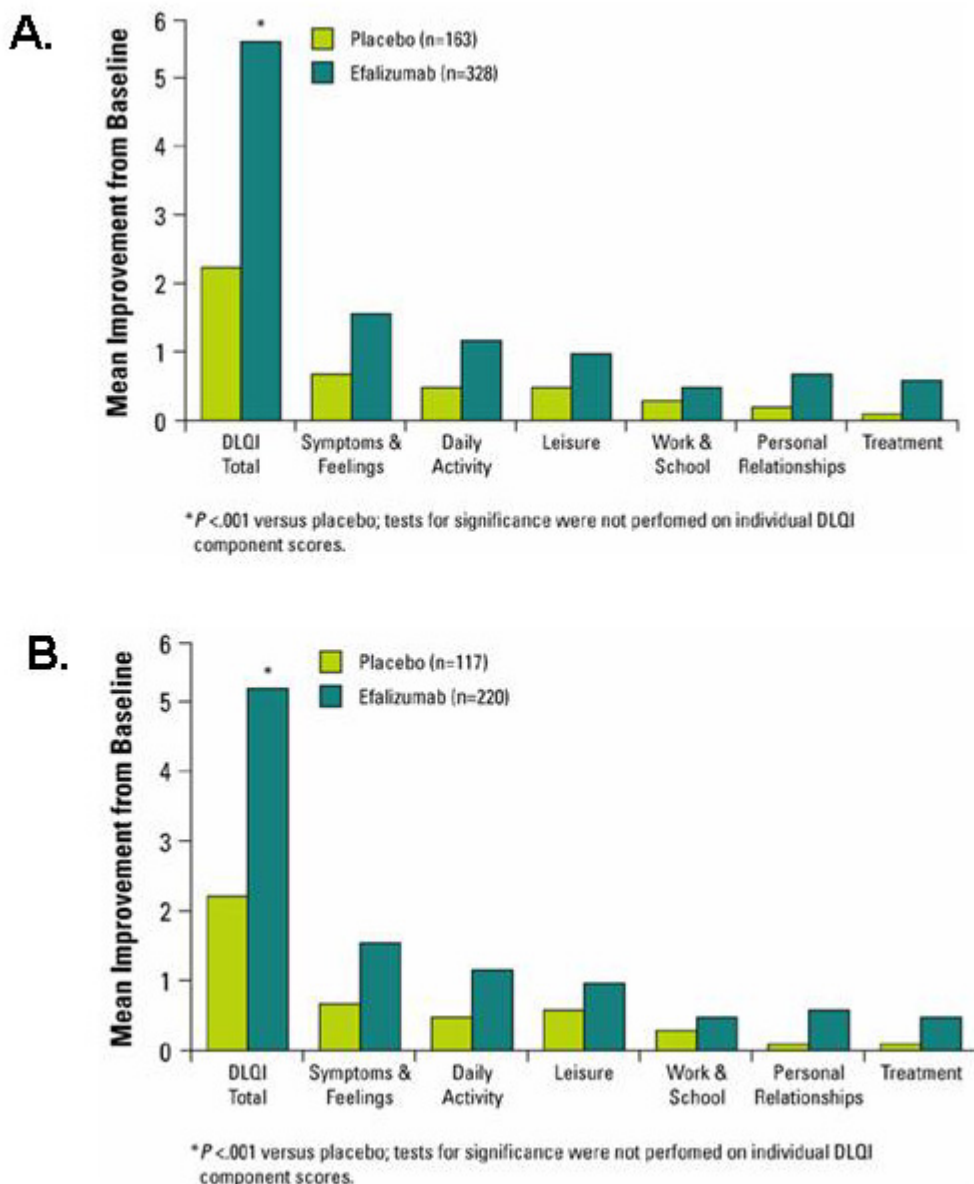 A.
Mean Improvement from Baseline
6
5
4
3
2
1
0
*
Placebo (n=163)
Efalizumab (n=328)
DLQI
Total
Symptoms &
Feelings
Daily
Activity
Leisure
Work &
School
Personal
Relationships
Treatment
*P<.001 versus placebo; tests for significance were not perfomed on individual DLQI
component scores.
B.
Mean Improvement from Baseline
6
5
4
3
2
1
0
*
Placebo (n=117)
Efalizumab (n=220)
DLQI
Total
Symptoms &
Feelings
Daily
Activity
Leisure
Work &
School
Personal
Relationships
Treatment
*P<.001 versus placebo; tests for significance were not perfomed on individual DLQI
component scores.